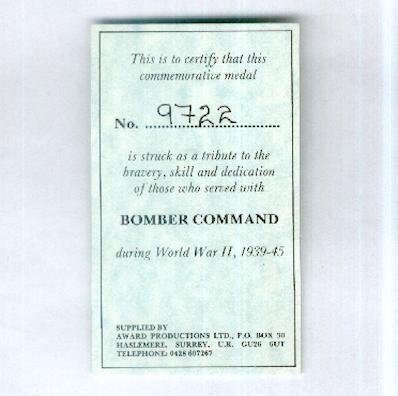 This is to certify that this
commemorative medal
No. 9722
is struck as a tribute to the
bravery, skill and dedication
of those who served with
BOMBER COMMAND
during World War II, 1939-45
SUPPLIED BY
AWARD PRODUCTIONS LTD., P.O. BOX 30
HASLEMERE, SURREY, U.K. GU26 6UT
TELEPHONE: 0428 607267